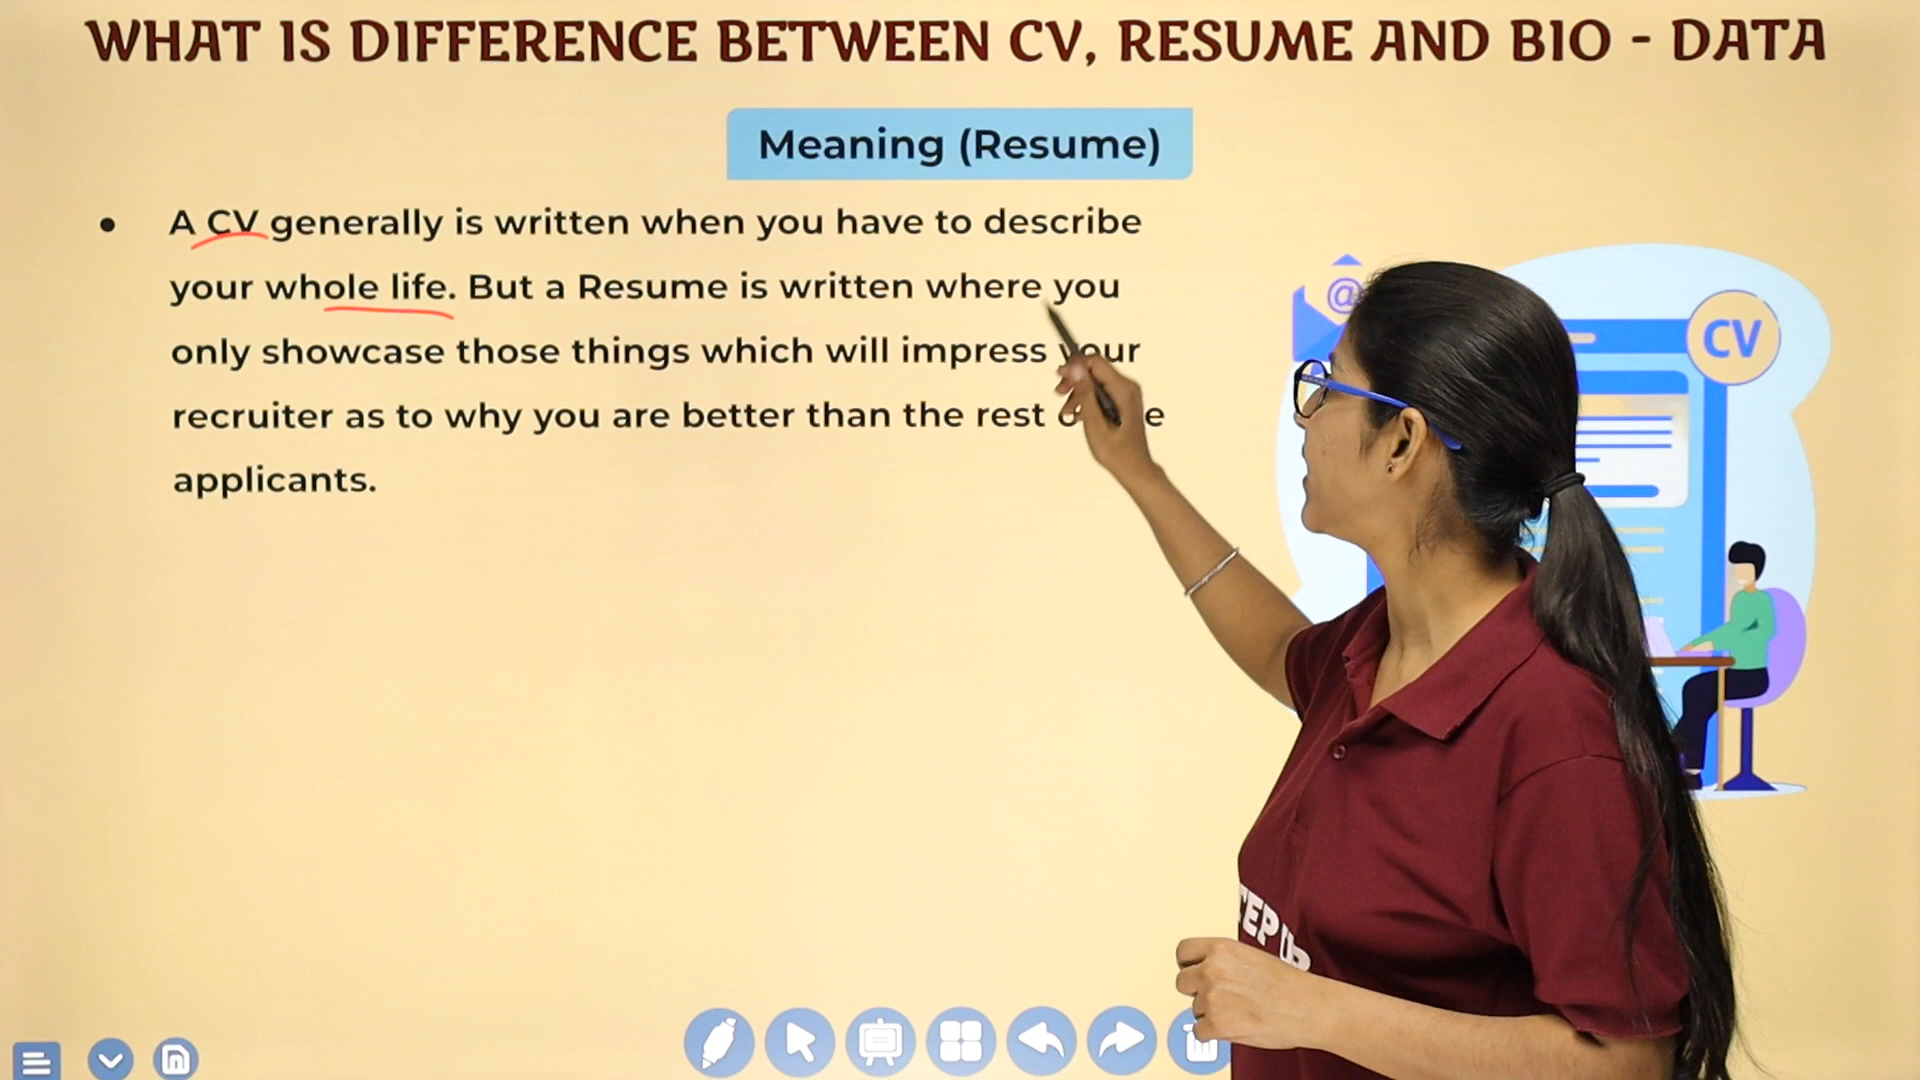 WHAT IS DIFFERENCE BETWEEN CV, RESUME AND BIO - DATA
Meaning (Resume)
• A CV generally is written when you have to describe
your whole life. But a Resume is written where you
only showcase those things which will impress your
recruiter as to why you are better than the rest
applicants.
@
CV